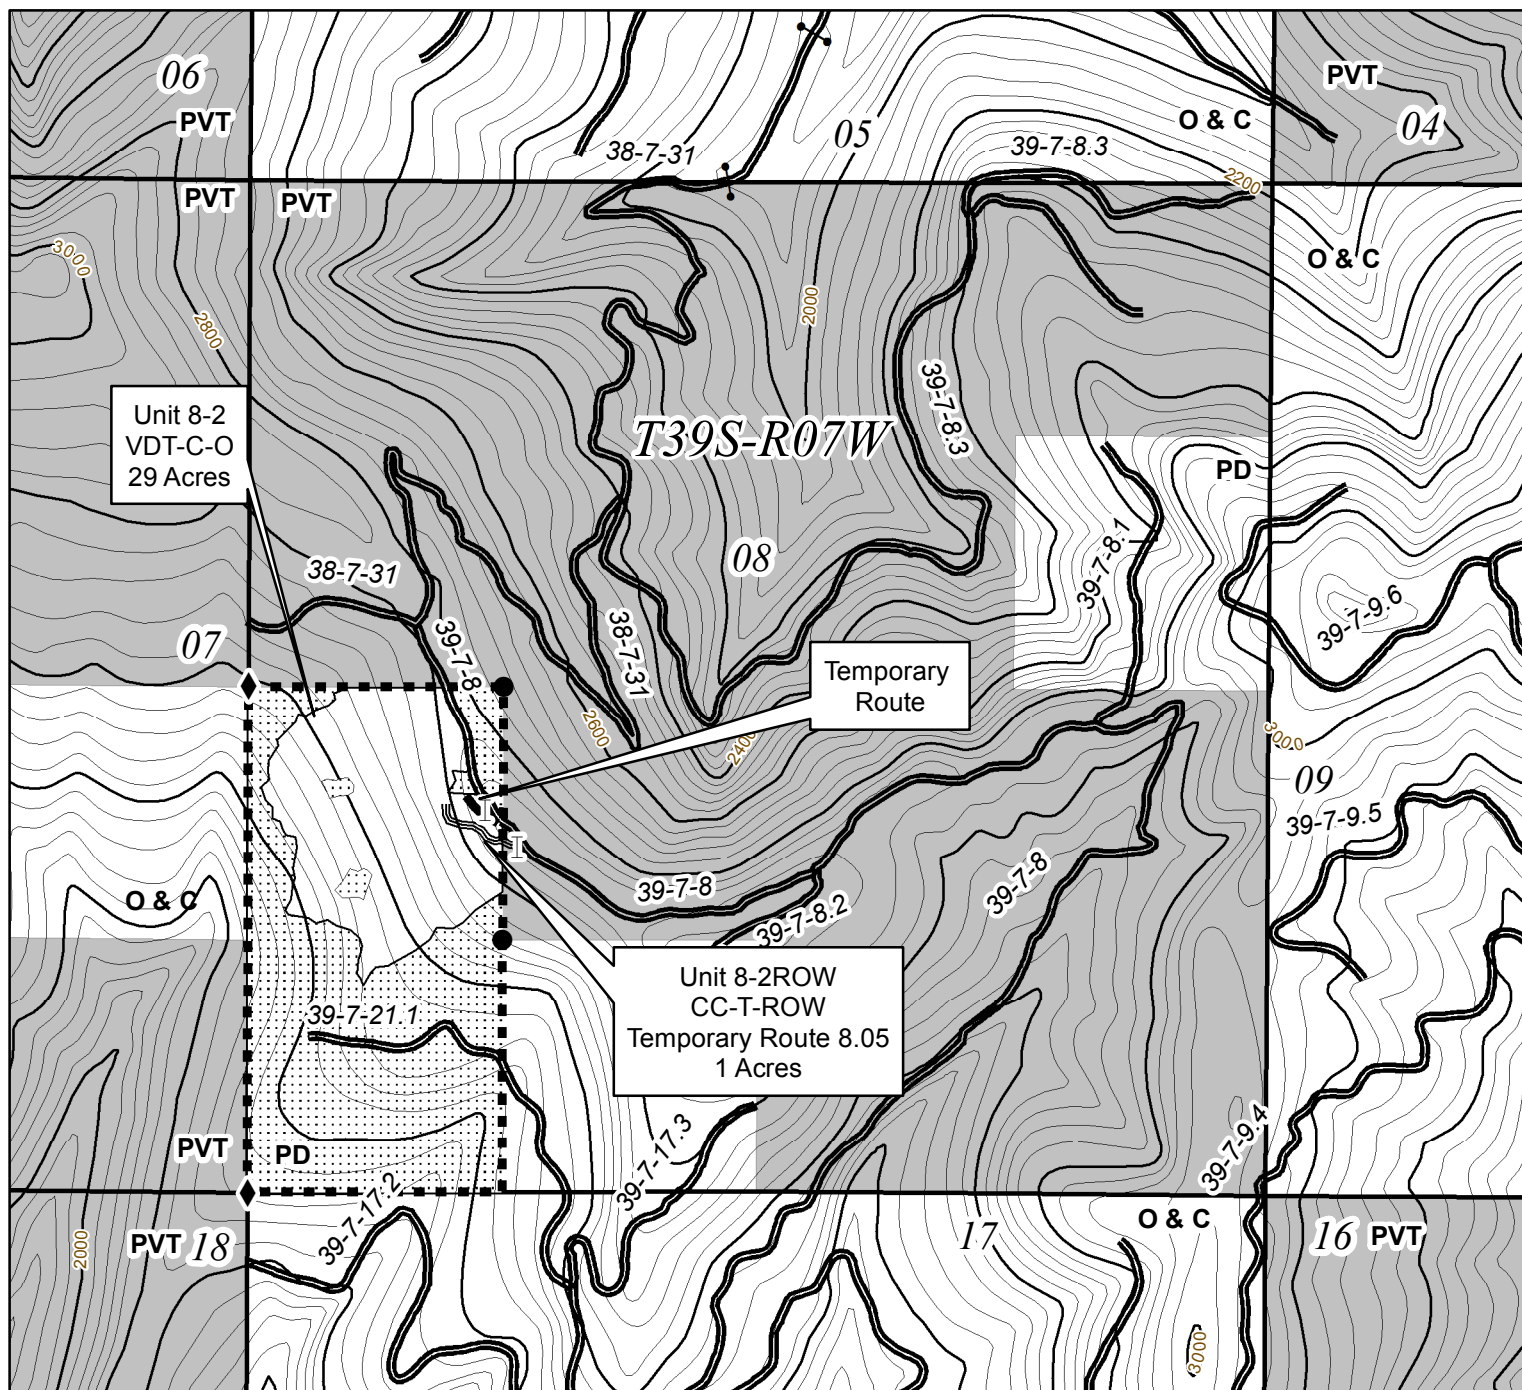 06
PVT
PVT
04
05
O & C
PVT
38-7-31
39-7-8.3
2200
PVT
PVT
O & C
3000
2800
2000
Unit 8-2
VDT-C-O
29 Acres
T39S-R07W
39-7-8.3
PD
08
39-7-8.1
38-7-31
39-7-9.6
07
39-7-8
38-7-31
Temporary
Route
2600
2400
3000
09
39-7-9.5
O & C
39-7-8
39-7-8
39-7-8.2
Unit 8-2ROW
CC-T-ROW
Temporary Route 8.05
1 Acres
39-7-21.1
PVT
PD
39-7-17.3
39-7-9.4
39-7-17.2
2000
PVT
18
17
O & C
16
PVT
3000